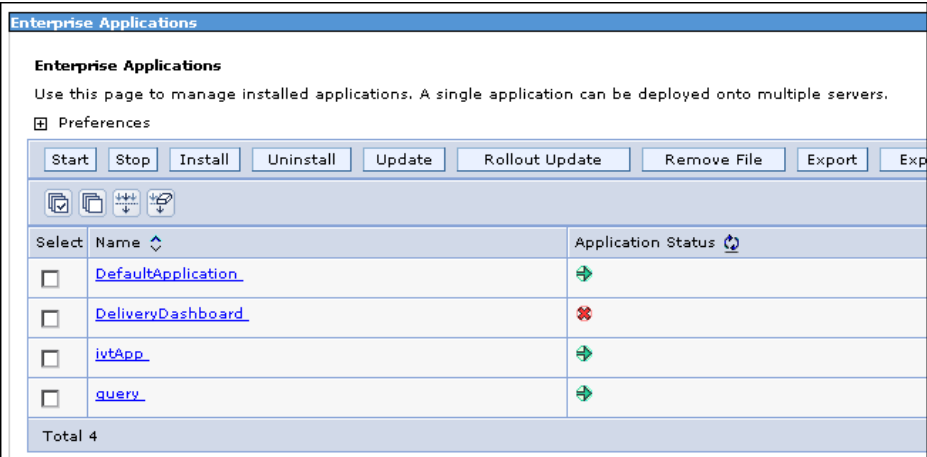 Enterprise Applications
Enterprise Applications
Use this page to manage installed applications. A single application can be deployed onto multiple servers.
Preferences
Start Stop Install Uninstall Update Rollout Update Remove File Export Exp
Select Name Application Status
DefaultApplication
DeliveryDashboard
ivtApp
query
Total 4